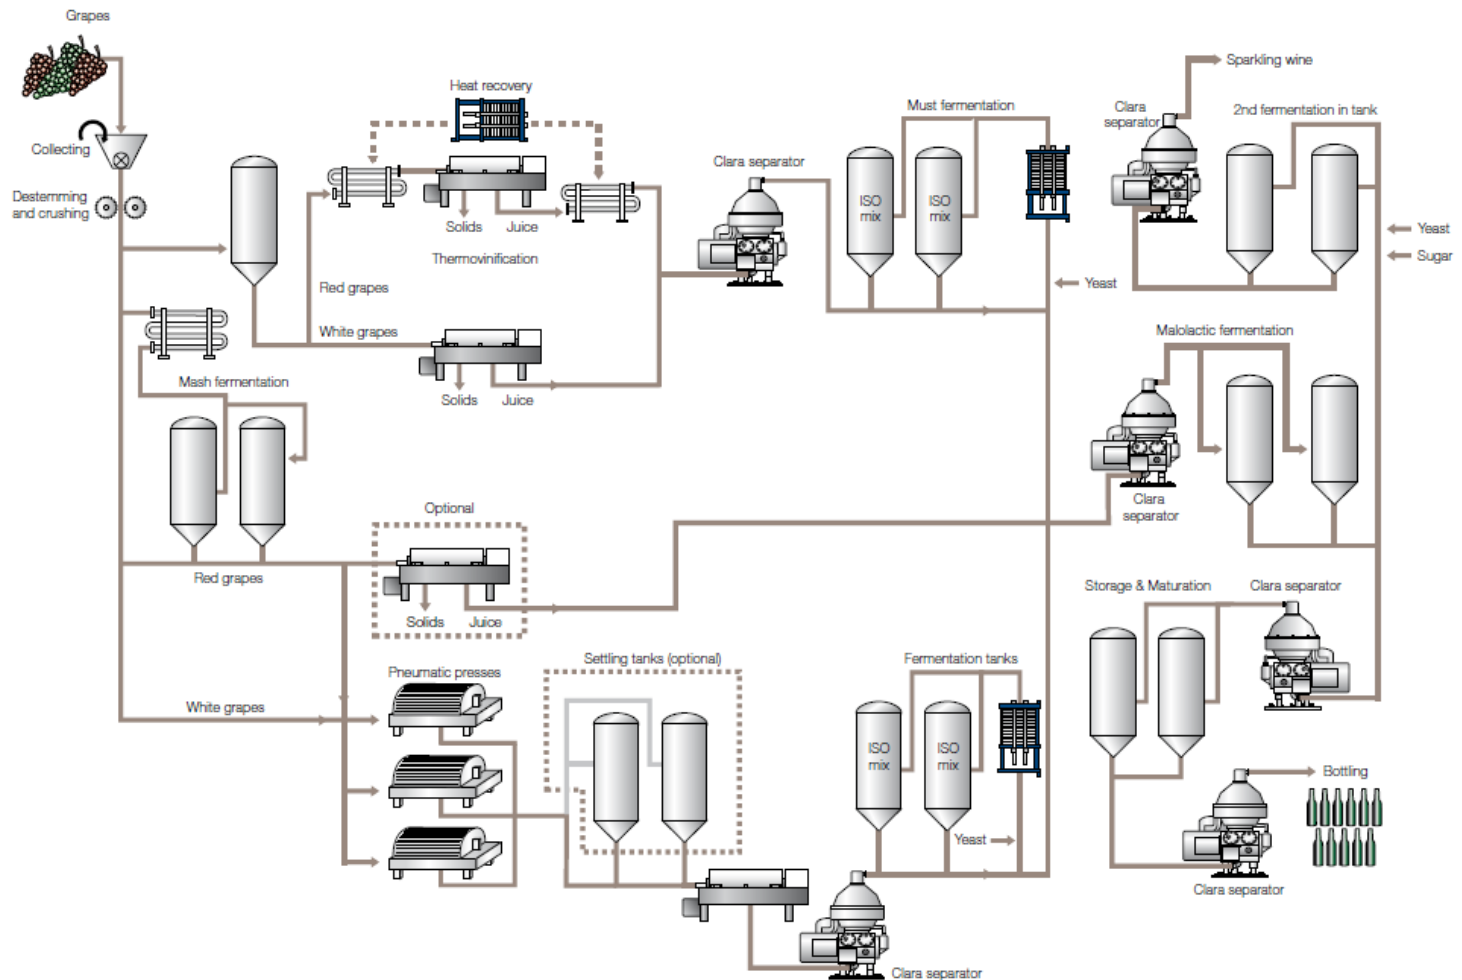 Grapes
Collecting
Destemming
and crushing
Heat recovery
Solids
Juice
Thermovinification
Red grapes
White grapes
Solids
Juice
Mash fermentation
Red grapes
Optional
Solids
Juice
White grapes
Pneumatic presses
Settling tanks (optional)
Clara separator
Must fermentation
ISO
mix
ISO
mix
Yeast
Clara
separator
Sparkling wine
2nd fermentation in tank
Yeast
Sugar
Malolactic fermentation
Clara
separator
Storage & Maturation
Clara separator
Fermentation tanks
ISO
mix
ISO
mix
Yeast
Clara separator
Bottling
Clara separator